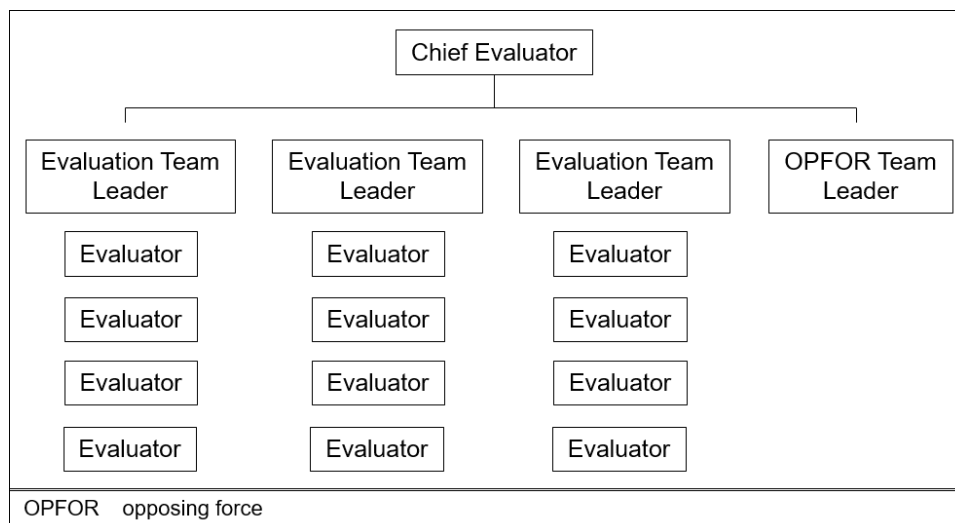 Chief Evaluator
Evaluation Team
Leader
Evaluation Team
Leader
Evaluation Team
Leader
OPFOR Team
Leader
Evaluator
Evaluator
Evaluator
Evaluator
Evaluator
Evaluator
Evaluator
Evaluator
Evaluator
Evaluator
Evaluator
Evaluator
OPFOR opposing force